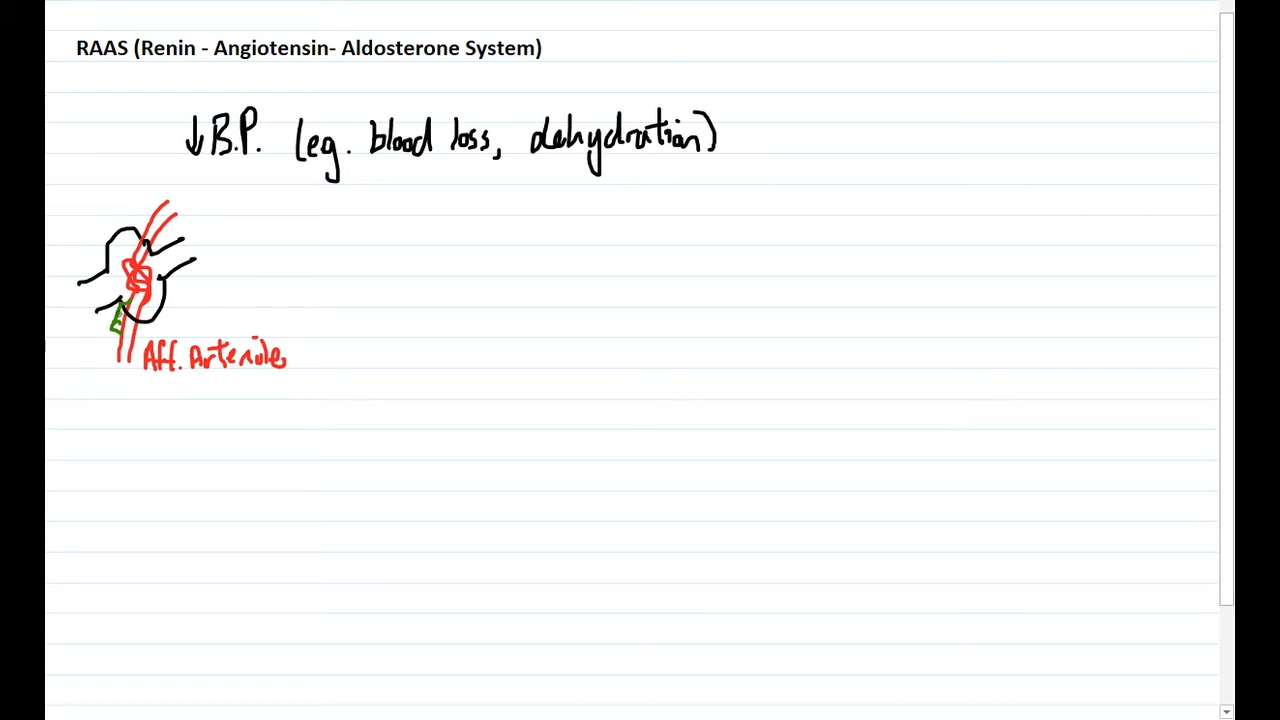 RAAS (Renin - Angiotensin- Aldosterone System)
↓B.P. (eg. blood loss, dehydration)
Aff. Arteriole